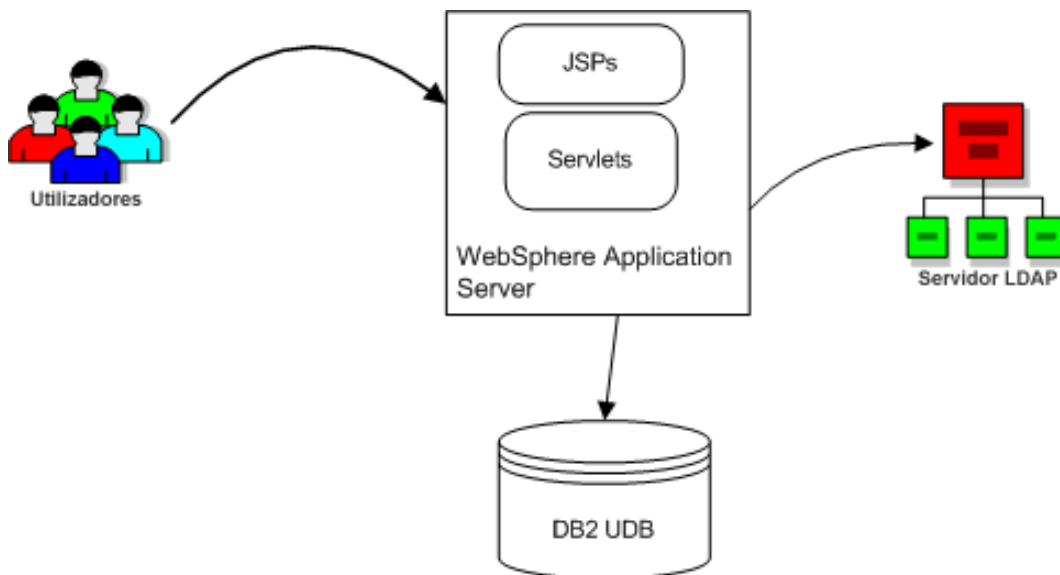 JSPs
Servlets
Utilizadores
WebSphere Application
Server
Servidor LDAP
DB2 UDB